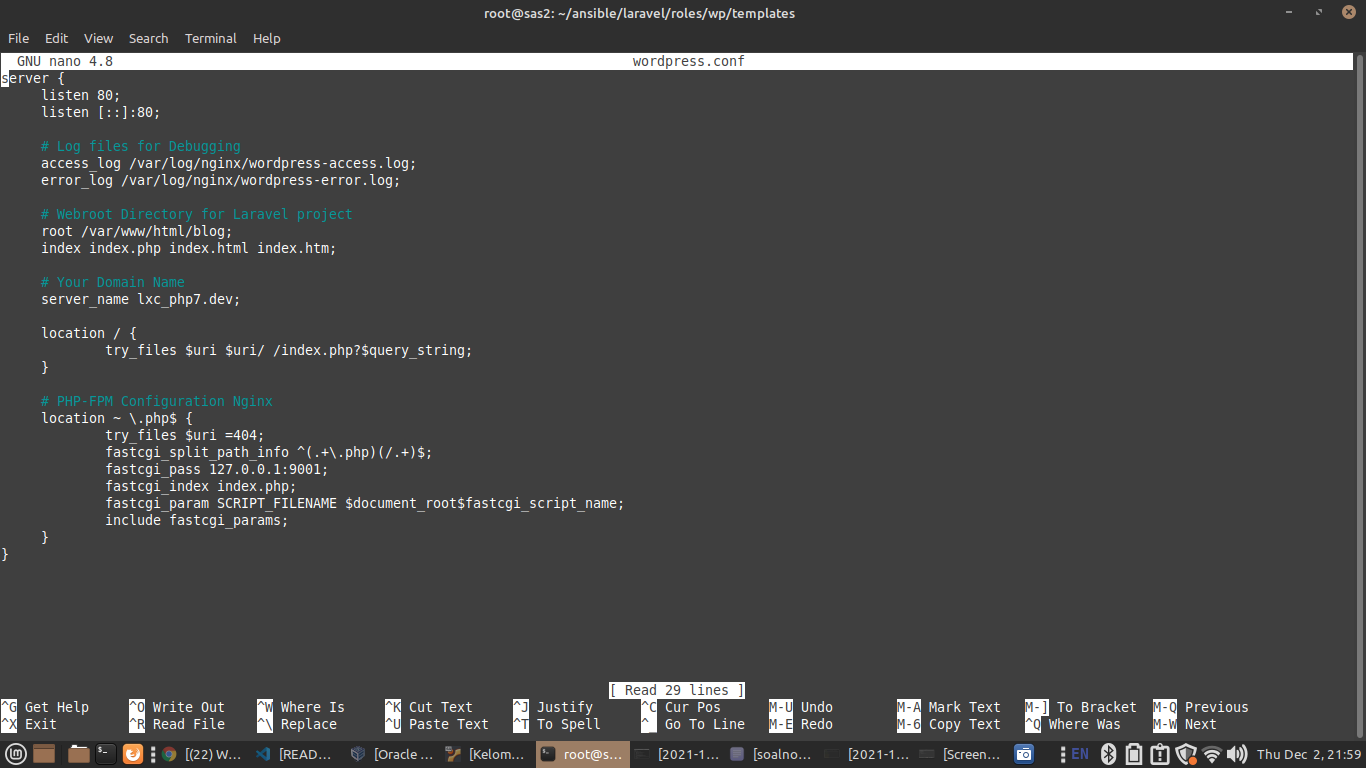 root@sas2: ~/ansible/laravel/roles/wp/templates
File Edit View Search Terminal Help
GNU nano 4.8 wordpress.conf
server {
listen 80;
listen [::]:80;
# Log files for Debugging
access_log /var/log/nginx/wordpress-access.log;
error_log /var/log/nginx/wordpress-error.log;
# Webroot Directory for Laravel project
root /var/www/html/blog;
index index.php index.html index.htm;
# Your Domain Name
server_name lxc_php7.dev;
location / {
try_files $uri $uri/ /index.php?$query_string;
}
# PHP-FPM Configuration Nginx
location ~ \.php$ {
try_files $uri =404;
fastcgi_split_path_info ^(.+\.php)(/.+)$;
fastcgi_pass 127.0.0.1:9001;
fastcgi_index index.php;
fastcgi_param SCRIPT_FILENAME $document_root$fastcgi_script_name;
include fastcgi_params;
}
}
[ Read 29 lines ]
^G Get Help ^O Write Out ^W Where Is ^K Cut Text ^J Justify ^C Cur Pos M-U Undo M-A Mark Text M-] To Bracket M-Q Previous
^X Exit ^R Read File ^\ Replace ^U Paste Text ^T To Spell ^_ Go To Line M-E Redo M-6 Copy Text ^Q Where Was M-W Next
[(22) W... [READ... [Oracle ... [Kelom... root@s... [2021-1... [soalno... [2021-1... [Screen... EN Thu Dec 2, 21:59